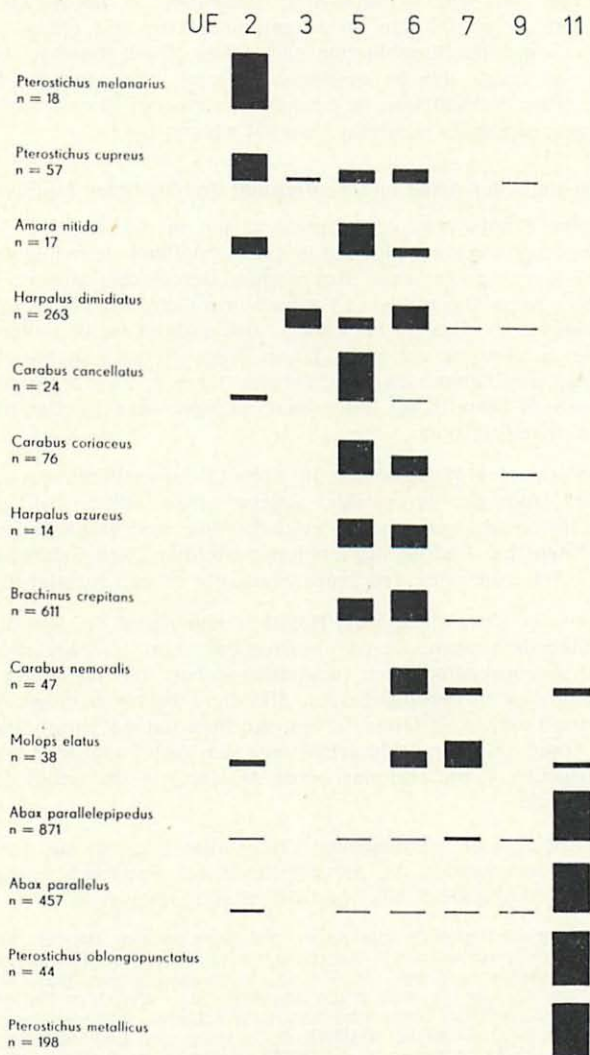 UF 2 3 5 6 7 9 11
Pterostichus melanarius
n = 18
Pterostichus cupreus
n = 57
Amara nitida
n = 17
Harpalus dimidiatus
n = 263
Carabus cancellatus
n = 24
Carabus coriaceus
n = 76
Harpalus azureus
n = 14
Brachinus crepitans
n = 611
Carabus nemoralis
n = 47
Molops elatus
n = 38
Abax parallelepipedus
n = 871
Abax parallelus
n = 457
Pterostichus oblongopunctatus
n = 44
Pterostichus metallicus
n = 198